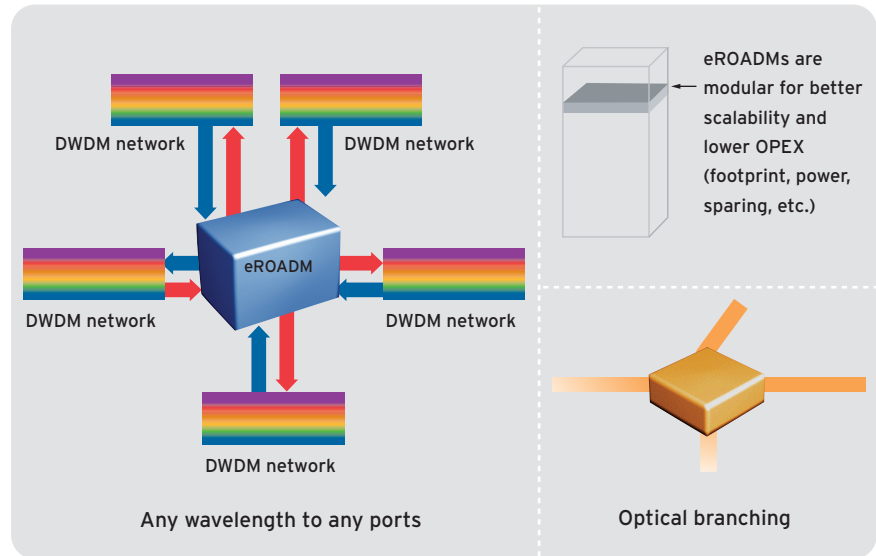 DWDM network
DWDM network
eROADM
DWDM network
DWDM network
DWDM network
Any wavelength to any ports
eROADMs are
modular for better
scalability and
lower OPEX
(footprint, power,
sparing, etc.)
Optical branching